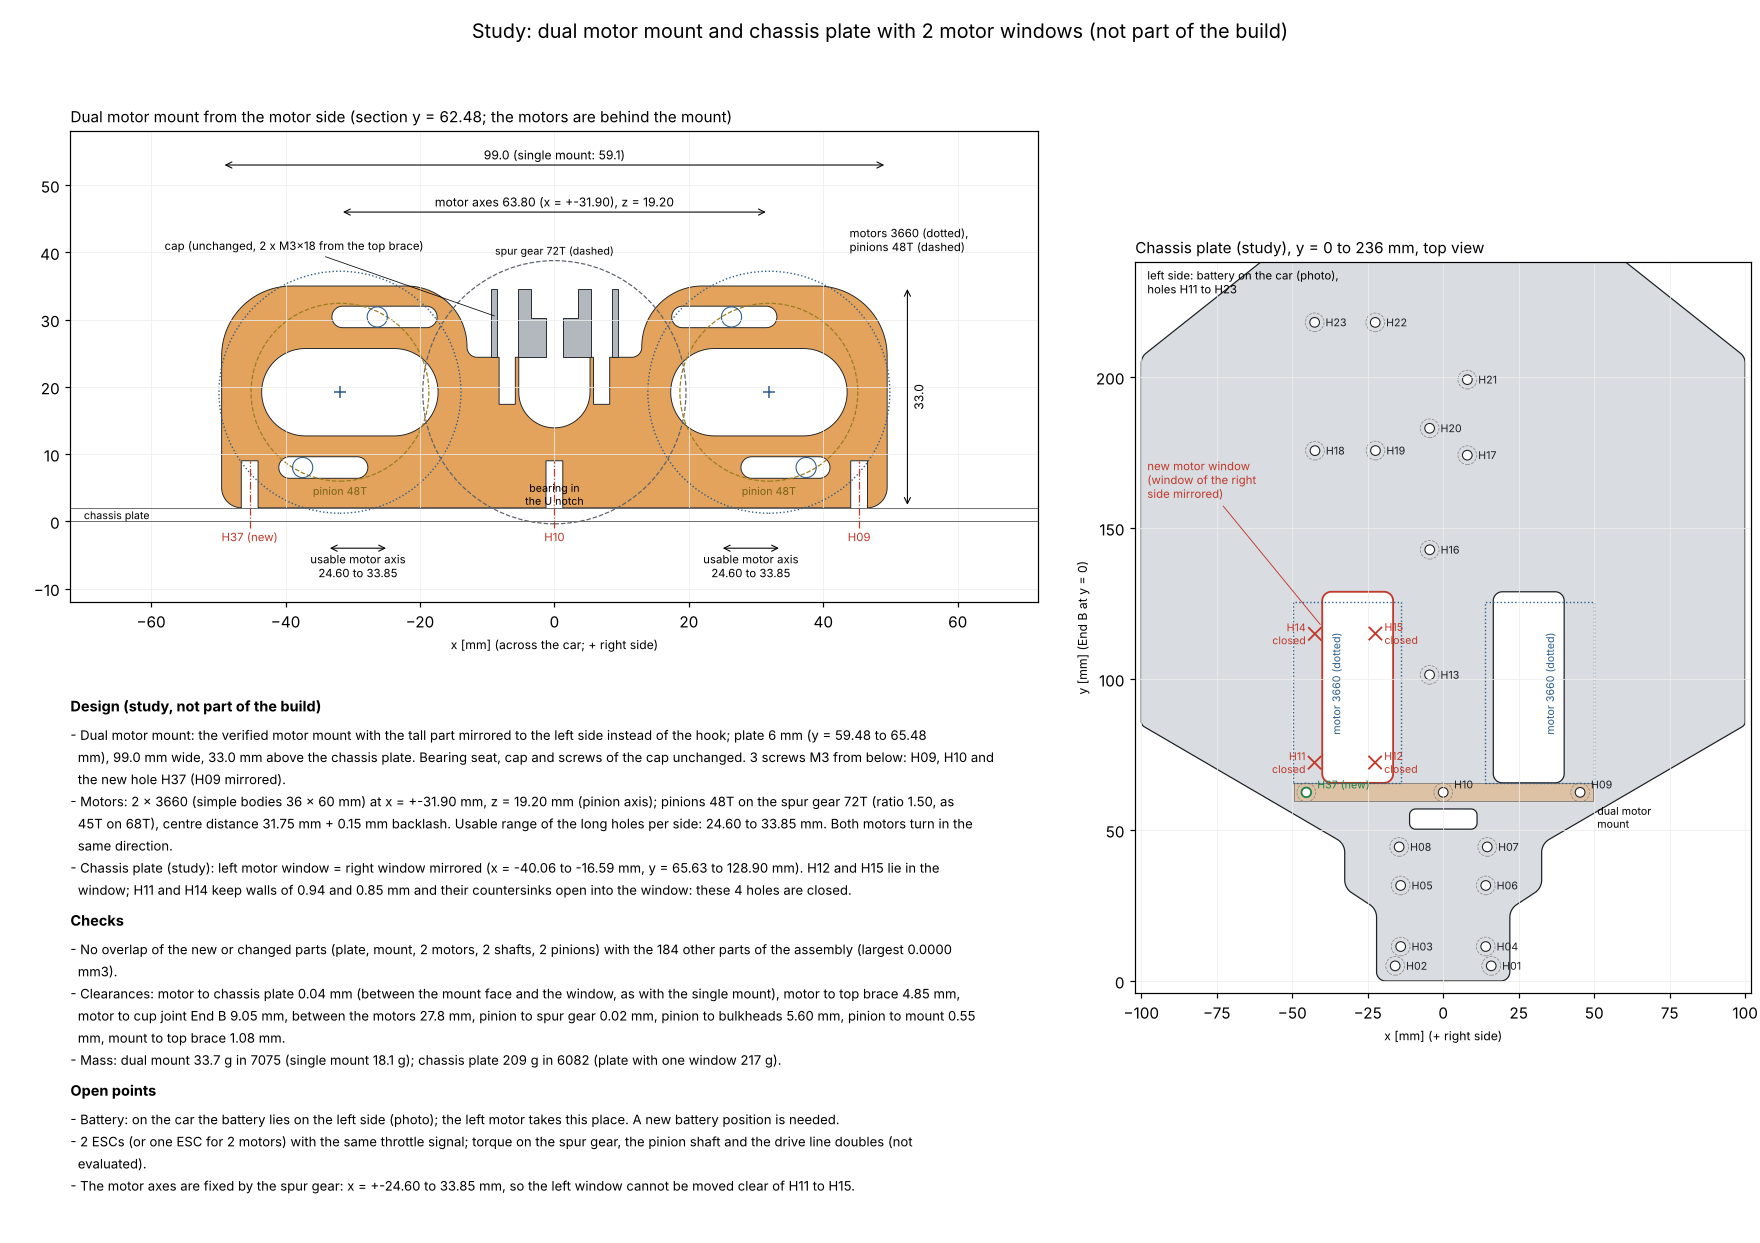 Study: dual motor mount and chassis plate with 2 motor windows (not part of the build)
Dual motor mount from the motor side (section y = 62.48; the motors are behind the mount)
99.0 (single mount: 59.1)
motor axes 63.80 (x = +-31.90), z = 19.20
motors 3660 (dotted),
pinions 48T (dashed)
cap (unchanged, 2 x M3×18 from the top brace)
spur gear 72T (dashed)
33.0
pinion 48T
bearing in
the U notch
pinion 48T
chassis plate
H37 (new)
H10
H09
usable motor axis
24.60 to 33.85
usable motor axis
24.60 to 33.85
50
40
30
20
10
0
−10
−60
−40
−20
0
20
40
60
x [mm] (across the car; + right side)
Chassis plate (study), y = 0 to 236 mm, top view
left side: battery on the car (photo),
holes H11 to H23
H23
H22
H21
H20
H18
H19
H17
new motor window
(window of the right
side mirrored)
H16
H14
closed
H15
closed
motor 3660 (dotted)
motor 3660 (dotted)
H13
H11
closed
H12
closed
H37 (new)
H10
H09
dual motor
mount
H08
H07
H05
H06
H03
H04
H02
H01
200
150
100
50
0
y [mm] (End B at y = 0)
−100
−75
−50
−25
0
25
50
75
100
x [mm] (+ right side)
Design (study, not part of the build)
- Dual motor mount: the verified motor mount with the tall part mirrored to the left side instead of the hook; plate 6 mm (y = 59.48 to 65.48
mm), 99.0 mm wide, 33.0 mm above the chassis plate. Bearing seat, cap and screws of the cap unchanged. 3 screws M3 from below: H09, H10 and
the new hole H37 (H09 mirrored).
- Motors: 2 × 3660 (simple bodies 36 × 60 mm) at x = +-31.90 mm, z = 19.20 mm (pinion axis); pinions 48T on the spur gear 72T (ratio 1.50, as
45T on 68T), centre distance 31.75 mm + 0.15 mm backlash. Usable range of the long holes per side: 24.60 to 33.85 mm. Both motors turn in the
same direction.
- Chassis plate (study): left motor window = right window mirrored (x = -40.06 to -16.59 mm, y = 65.63 to 128.90 mm). H12 and H15 lie in the
window; H11 and H14 keep walls of 0.94 and 0.85 mm and their countersinks open into the window: these 4 holes are closed.
Checks
- No overlap of the new or changed parts (plate, mount, 2 motors, 2 shafts, 2 pinions) with the 184 other parts of the assembly (largest 0.0000
mm3).
- Clearances: motor to chassis plate 0.04 mm (between the mount face and the window, as with the single mount), motor to top brace 4.85 mm,
motor to cup joint End B 9.05 mm, between the motors 27.8 mm, pinion to spur gear 0.02 mm, pinion to bulkheads 5.60 mm, pinion to mount 0.55
mm, mount to top brace 1.08 mm.
- Mass: dual mount 33.7 g in 7075 (single mount 18.1 g); chassis plate 209 g in 6082 (plate with one window 217 g).
Open points
- Battery: on the car the battery lies on the left side (photo); the left motor takes this place. A new battery position is needed.
- 2 ESCs (or one ESC for 2 motors) with the same throttle signal; torque on the spur gear, the pinion shaft and the drive line doubles (not
evaluated).
- The motor axes are fixed by the spur gear: x = +-24.60 to 33.85 mm, so the left window cannot be moved clear of H11 to H15.